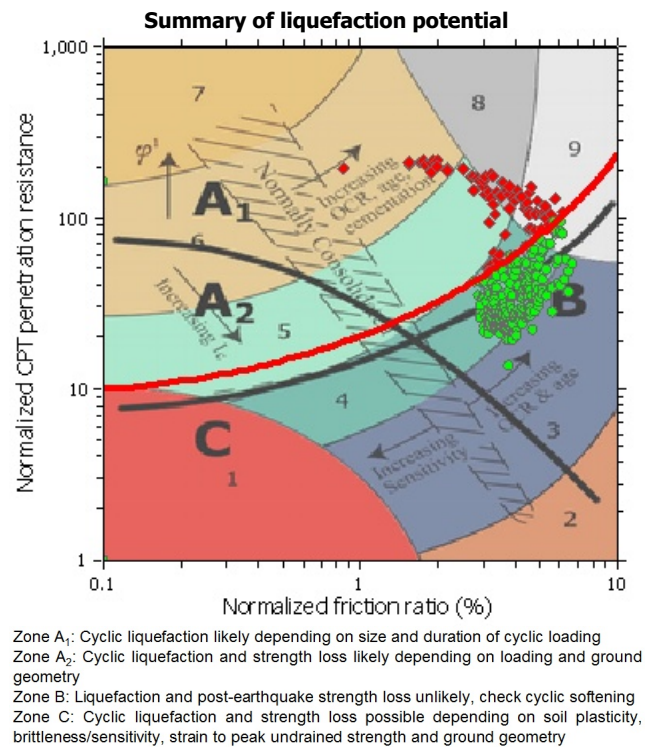 Summary of liquefaction potential
1,000
7
8
9
φ'
Increasing
OCR, age,
cementation
Normally Consolid
A1
100
6
A2
B
Increasing
5
10
4
Increasing
OCR & age
C
3
Increasing
Sensitivity
1
2
1
0.1
1
10
Normalized CPT penetration resistance
Normalized friction ratio (%)
Zone A1: Cyclic liquefaction likely depending on size and duration of cyclic loading
Zone A2: Cyclic liquefaction and strength loss likely depending on loading and ground
geometry
Zone B: Liquefaction and post-earthquake strength loss unlikely, check cyclic softening
Zone C: Cyclic liquefaction and strength loss possible depending on soil plasticity,
brittleness/sensitivity, strain to peak undrained strength and ground geometry